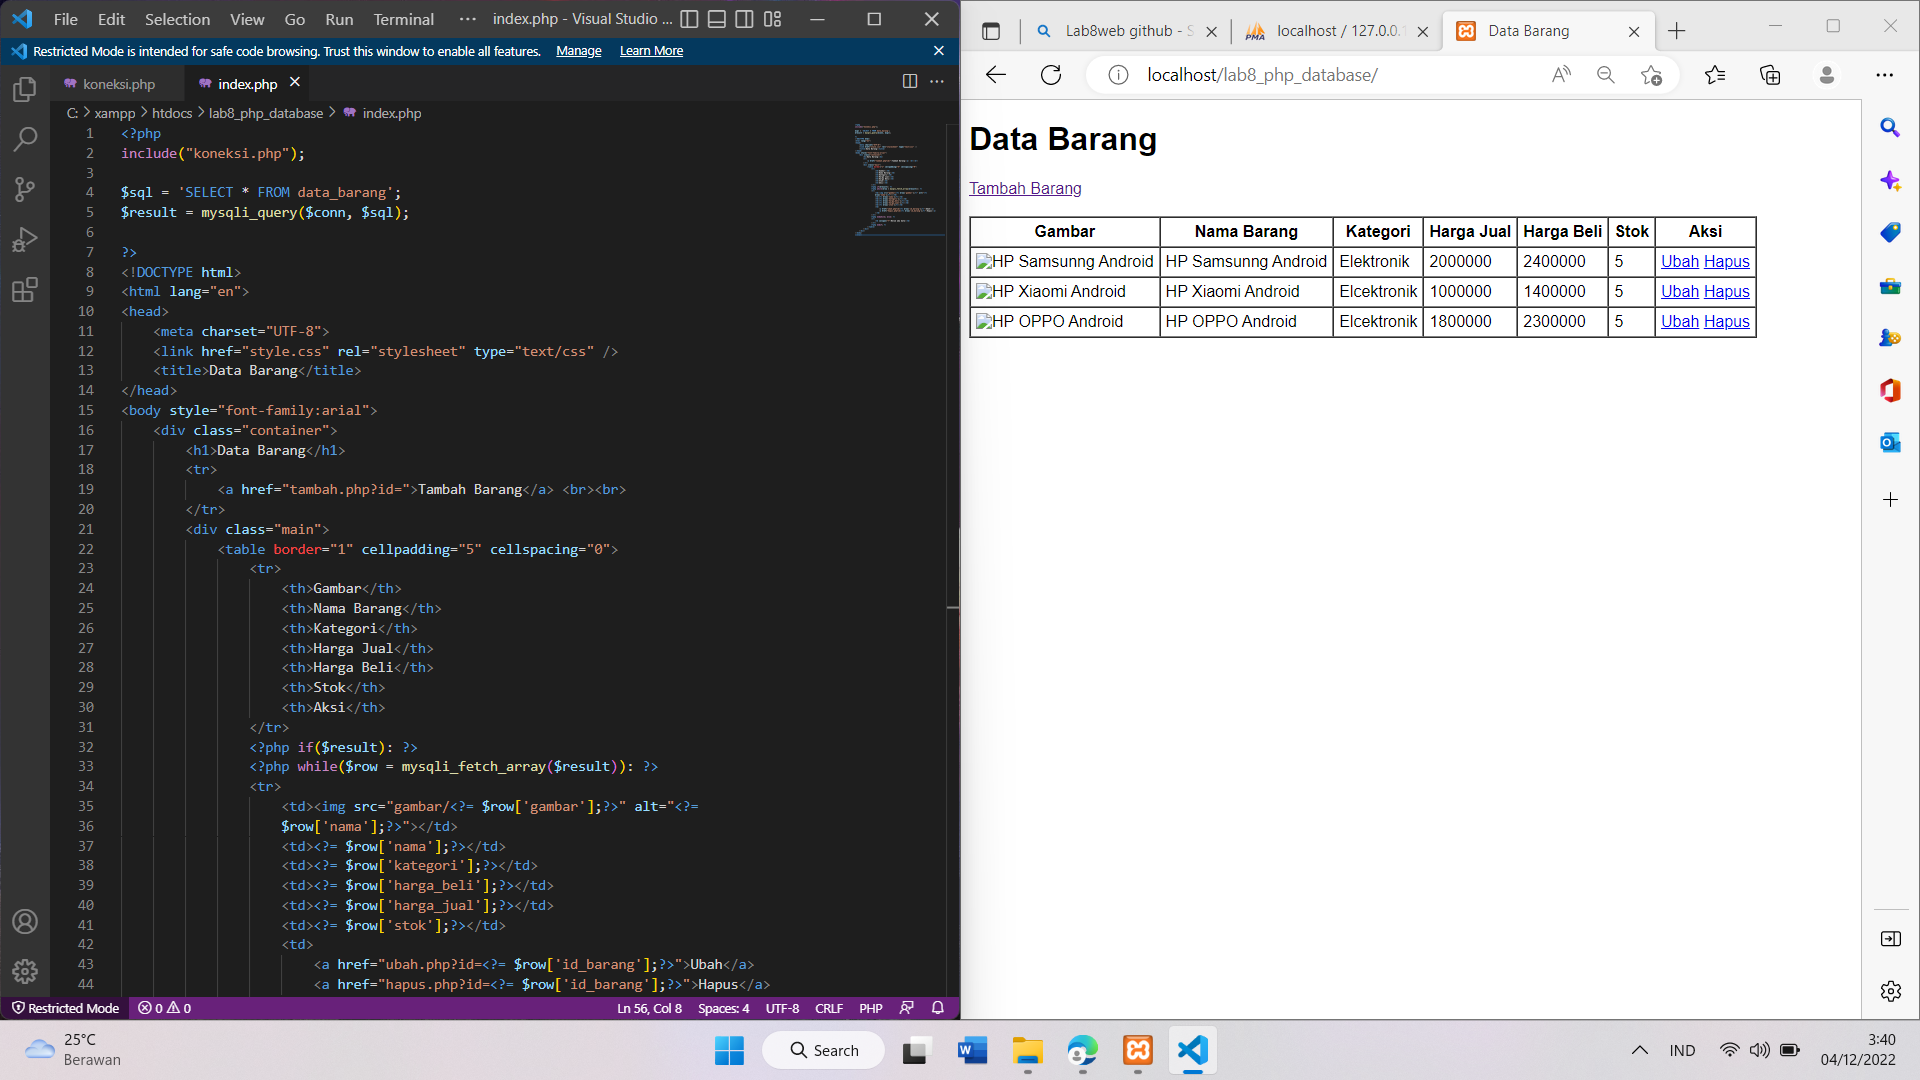 File Edit Selection View Go Run Terminal ··· index.php - Visual Studio ...
Restricted Mode is intended for safe code browsing. Trust this window to enable all features. Manage Learn More
koneksi.php index.php
C: > xampp > htdocs > lab8_php_database > index.php
1 <?php
2 include("koneksi.php");
3
4 $sql = 'SELECT * FROM data_barang';
5 $result = mysqli_query($conn, $sql);
6
7 ?>
8 <!DOCTYPE html>
9 <html lang="en">
10 <head>
11 <meta charset="UTF-8">
12 <link href="style.css" rel="stylesheet" type="text/css" />
13 <title>Data Barang</title>
14 </head>
15 <body style="font-family:arial">
16 <div class="container">
17 <h1>Data Barang</h1>
18 <tr>
19 <a href="tambah.php?id=">Tambah Barang</a> <br><br>
20 </tr>
21 <div class="main">
22 <table border="1" cellpadding="5" cellspacing="0">
23 <tr>
24 <th>Gambar</th>
25 <th>Nama Barang</th>
26 <th>Kategori</th>
27 <th>Harga Jual</th>
28 <th>Harga Beli</th>
29 <th>Stok</th>
30 <th>Aksi</th>
31 </tr>
32 <?php if($result): ?>
33 <?php while($row = mysqli_fetch_array($result)): ?>
34 <tr>
35 <td><img src="gambar/<?= $row['gambar'];?>" alt="<?=
36 $row['nama'];?>"></td>
37 <td><?= $row['nama'];?></td>
38 <td><?= $row['kategori'];?></td>
39 <td><?= $row['harga_beli'];?></td>
40 <td><?= $row['harga_jual'];?></td>
41 <td><?= $row['stok'];?></td>
42 <td>
43 <a href="ubah.php?id=<?= $row['id_barang'];?>">Ubah</a>
44 <a href="hapus.php?id=<?= $row['id_barang'];?>">Hapus</a>
Restricted Mode 0 0 Ln 56, Col 8 Spaces: 4 UTF-8 CRLF PHP
Lab8web github - S localhost / 127.0.0.1 Data Barang
localhost/lab8_php_database/
Data Barang
Tambah Barang
Gambar Nama Barang Kategori Harga Jual Harga Beli Stok Aksi
HP Samsunng Android HP Samsunng Android Elektronik 2000000 2400000 5 Ubah Hapus
HP Xiaomi Android HP Xiaomi Android Elcektronik 1000000 1400000 5 Ubah Hapus
HP OPPO Android HP OPPO Android Elcektronik 1800000 2300000 5 Ubah Hapus
25°C
Berawan
Search
IND
3:40
04/12/2022